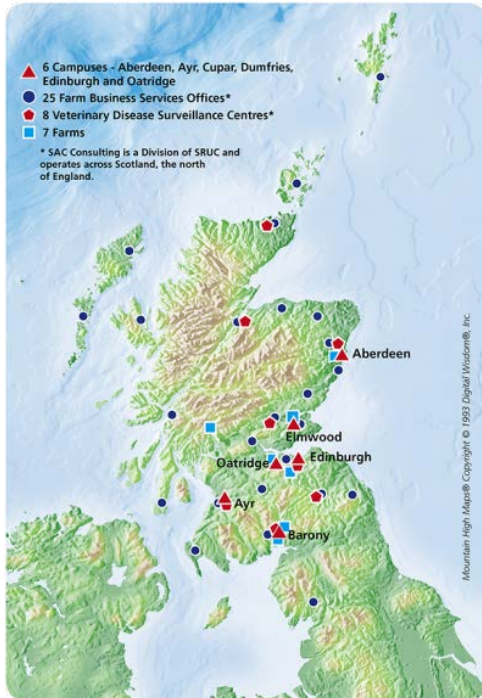 6 Campuses - Aberdeen, Ayr, Cupar, Dumfries,
Edinburgh and Oatridge
25 Farm Business Services Offices*
8 Veterinary Disease Surveillance Centres*
7 Farms
* SAC Consulting is a Division of SRUC and
operates across Scotland, the north
of England.
Aberdeen
Elmwood
Oatridge
Edinburgh
Ayr
Barony
Mountain High Maps® Copyright © 1993 Digital Wisdom®, Inc.